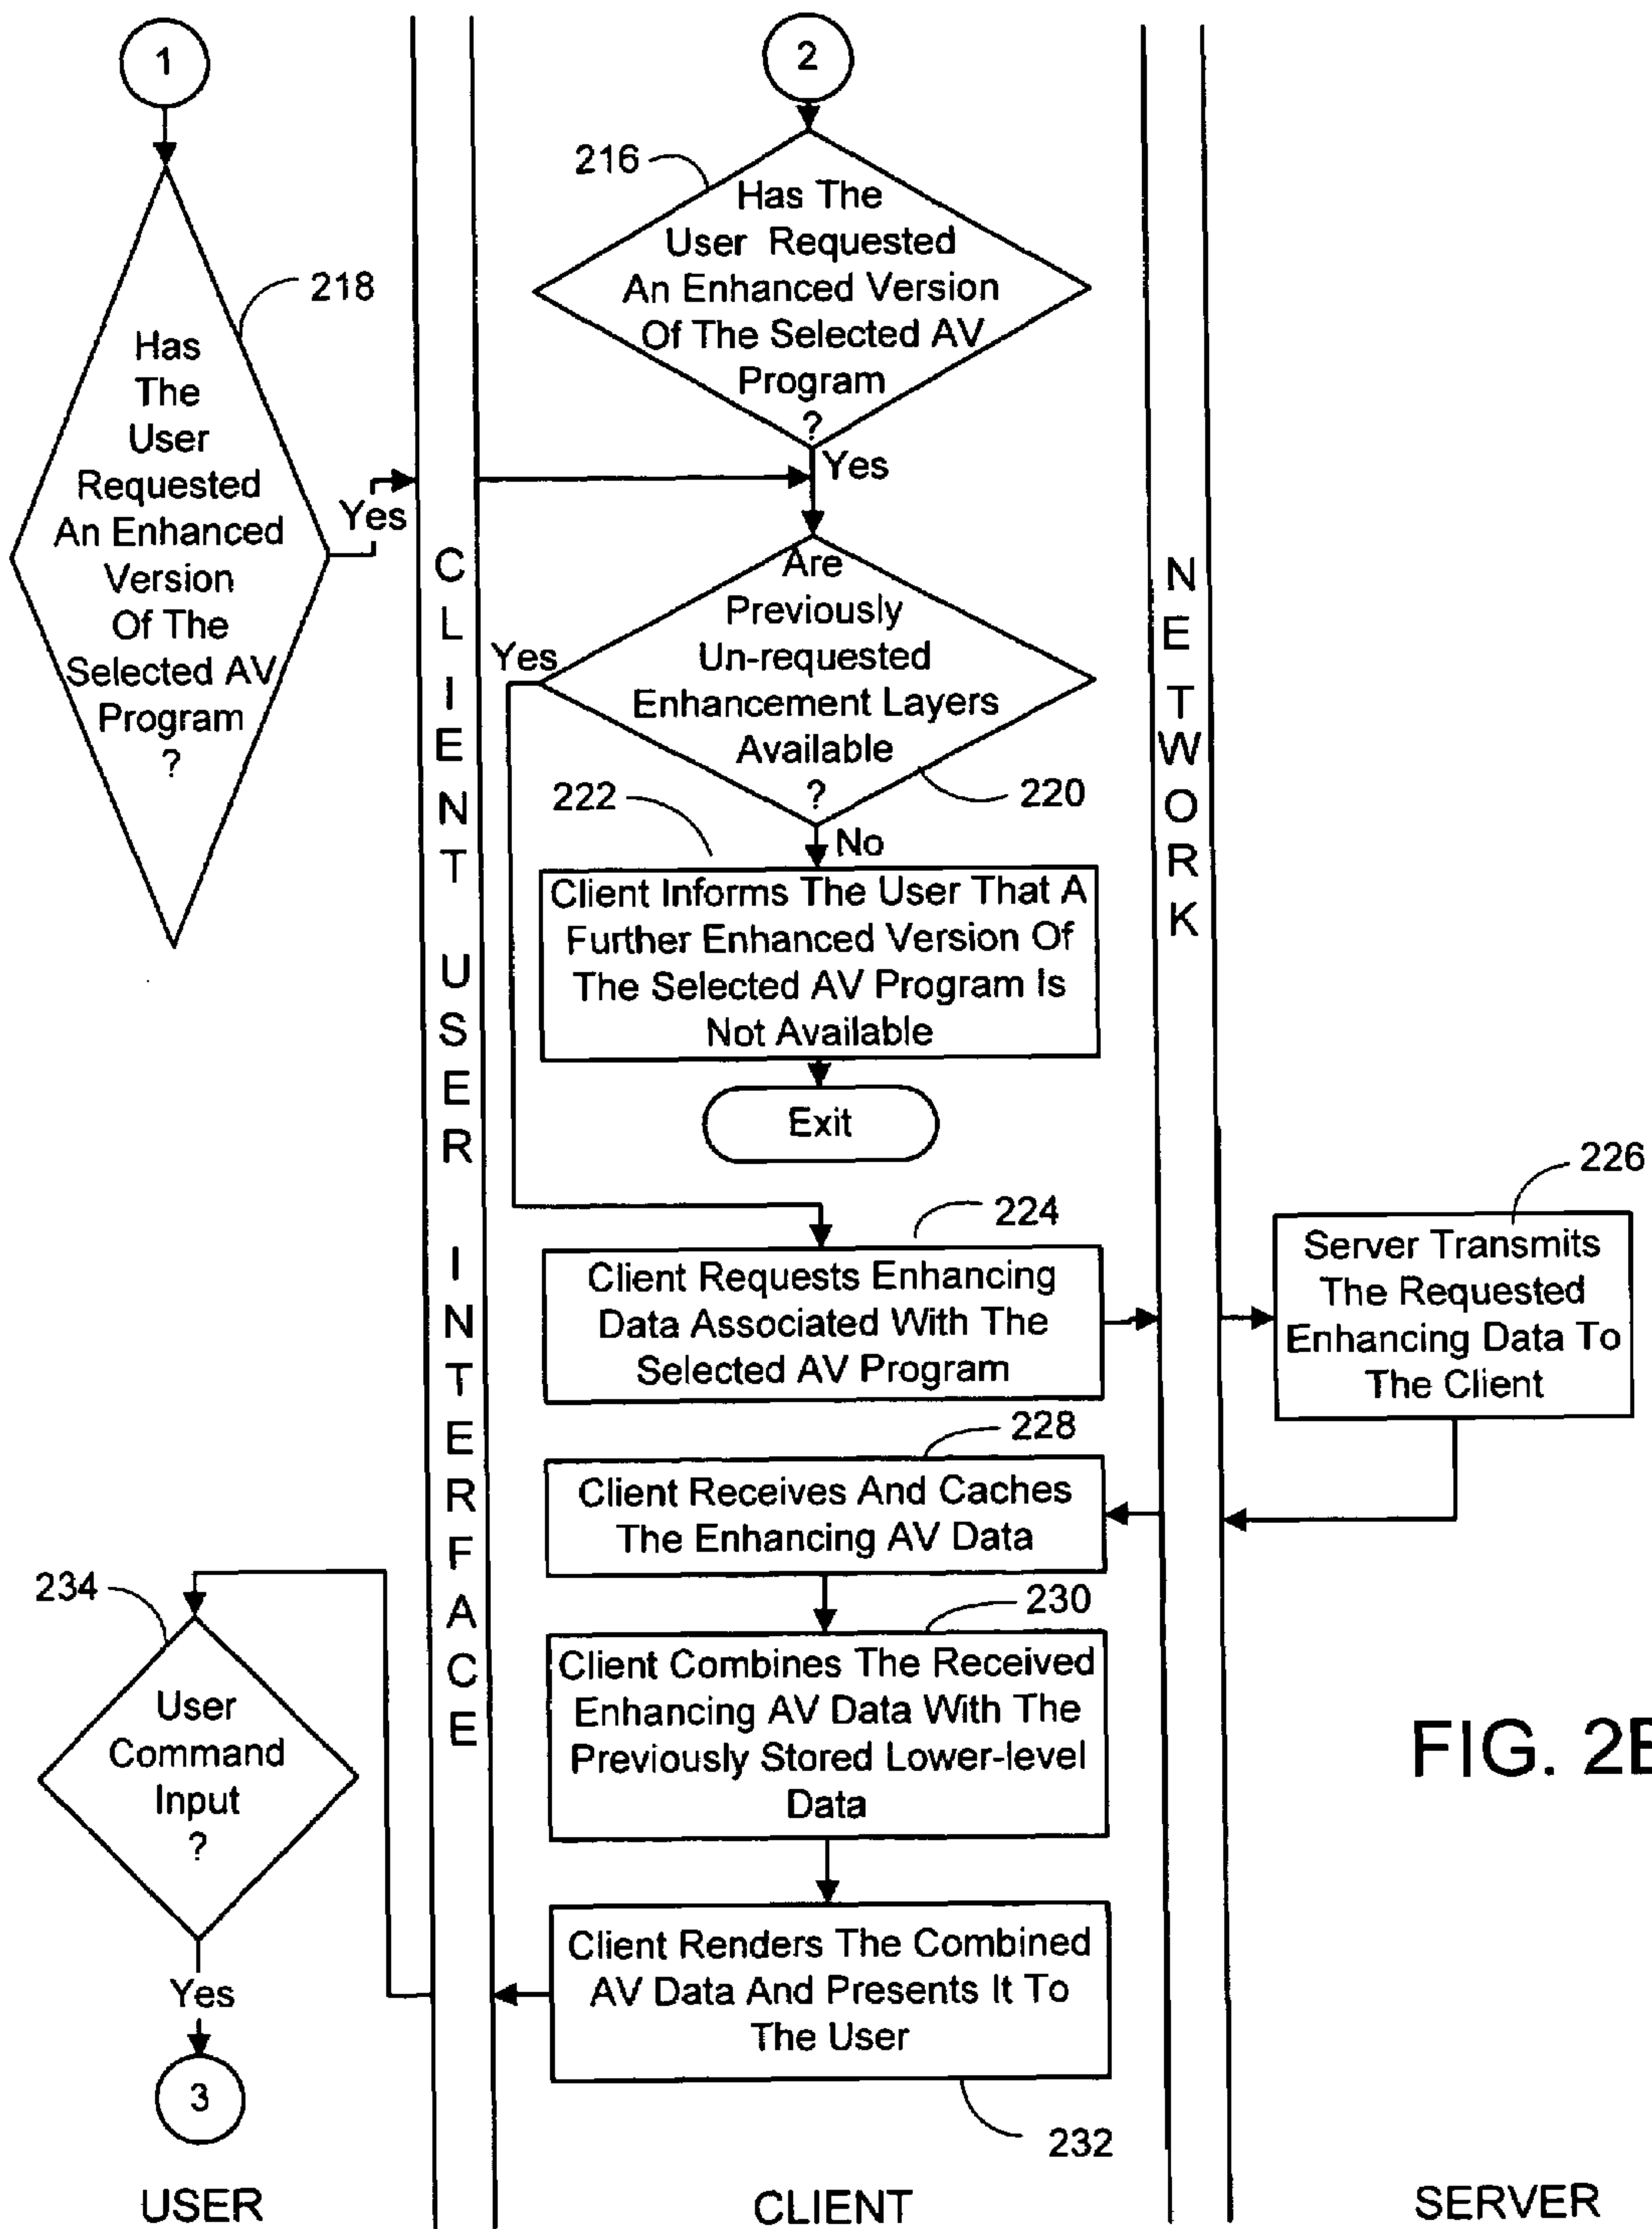 1
2
216
Has The
User Requested
An Enhanced Version
Of The Selected AV
Program
?
Yes
218
Has
The
User
Requested
An Enhanced
Version
Of The
Selected AV
Program
?
Yes
CLIENT USER INTERFACE
NETWORK
Are
Previously
Un-requested
Enhancement Layers
Available
?
Yes
220
222
No
Client Informs The User That A
Further Enhanced Version Of
The Selected AV Program Is
Not Available
Exit
224
Client Requests Enhancing
Data Associated With The
Selected AV Program
226
Server Transmits
The Requested
Enhancing Data To
The Client
228
Client Receives And Caches
The Enhancing AV Data
230
Client Combines The Received
Enhancing AV Data With The
Previously Stored Lower-level
Data
234
User
Command
Input
?
Yes
3
Client Renders The Combined
AV Data And Presents It To
The User
232
FIG. 2B
USER
CLIENT
SERVER